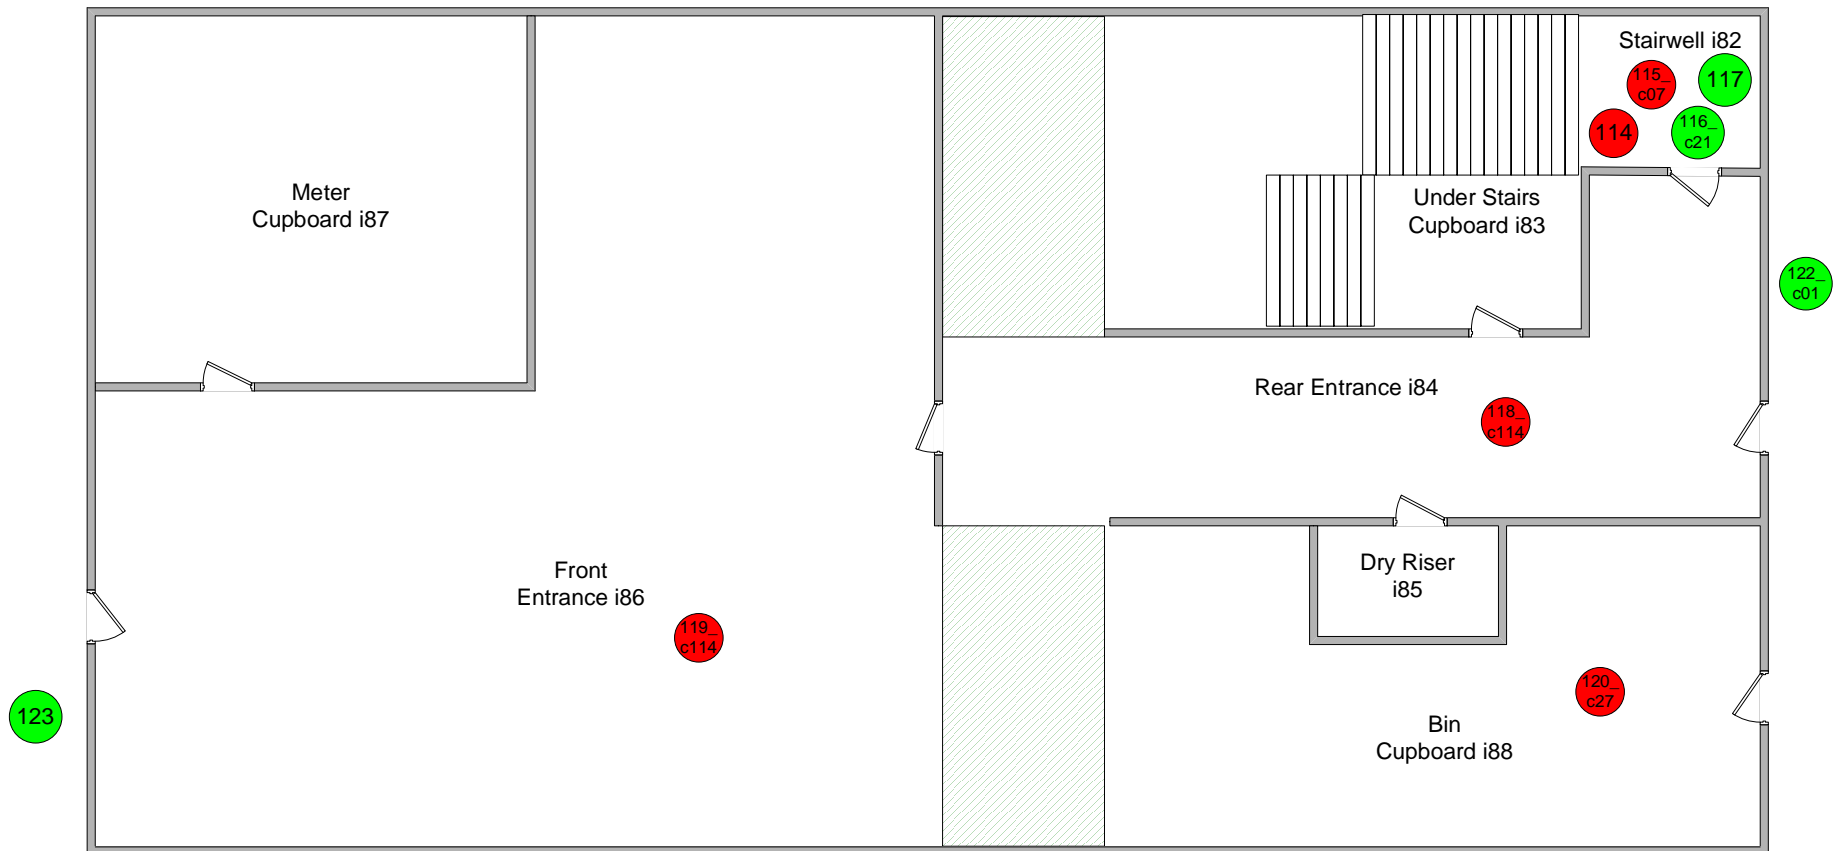 Stairwell i82
115_
c07
117
114
116_
c21
Meter
Cupboard i87
Under Stairs
Cupboard i83
122_
c01
Rear Entrance i84
118_
c114
Dry Riser
i85
Front
Entrance i86
119_
c114
120_
c27
123
Bin
Cupboard i88